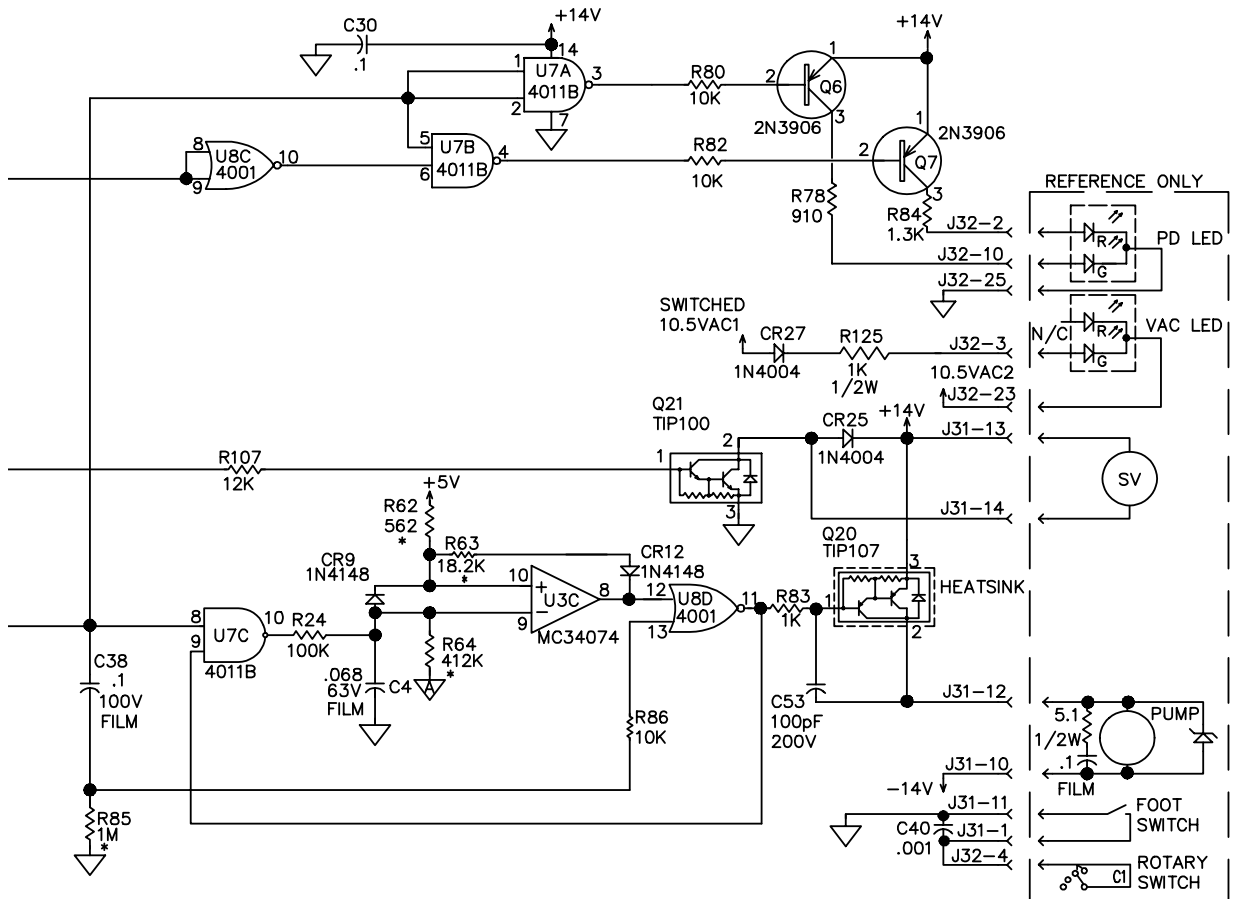 C30
.1
+14V
14
1
U7A
4011B
3
2
7
R80
10K
+14V
1
2
Q6
3
2N3906
8
U8C
4001
10
9
5
U7B
4011B
4
6
R82
10K
1
2N3906
2
Q7
3
R78
910
R84
1.3K
REFERENCE ONLY
J32-2
R
PD LED
J32-10
G
J32-25
SWITCHED
10.5VAC1
CR27
1N4004
R125
1K
1/2W
J32-3
N/C
R
VAC LED
G
10.5VAC2
J32-23
Q21
TIP100
2
1
3
CR25
1N4004
+14V
J31-13
SV
J31-14
R107
12K
+5V
R62
562
*
R63
18.2K
*
CR9
1N4148
CR12
1N4148
10
+
U3C
8
-
9
MC34074
12
U8D
4001
11
13
R83
1K
Q20
TIP107
3
1
2
HEATSINK
8
U7C
10
9
4011B
R24
100K
R64
412K
*
A
.068
63V
FILM
C4
C38
.1
100V
FILM
R86
10K
C53
100pF
200V
J31-12
5.1
1/2W
.1
FILM
PUMP
J31-10
-14V
R85
1M
*
J31-11
C40
.001
J31-1
FOOT
SWITCH
J32-4
C1
ROTARY
SWITCH